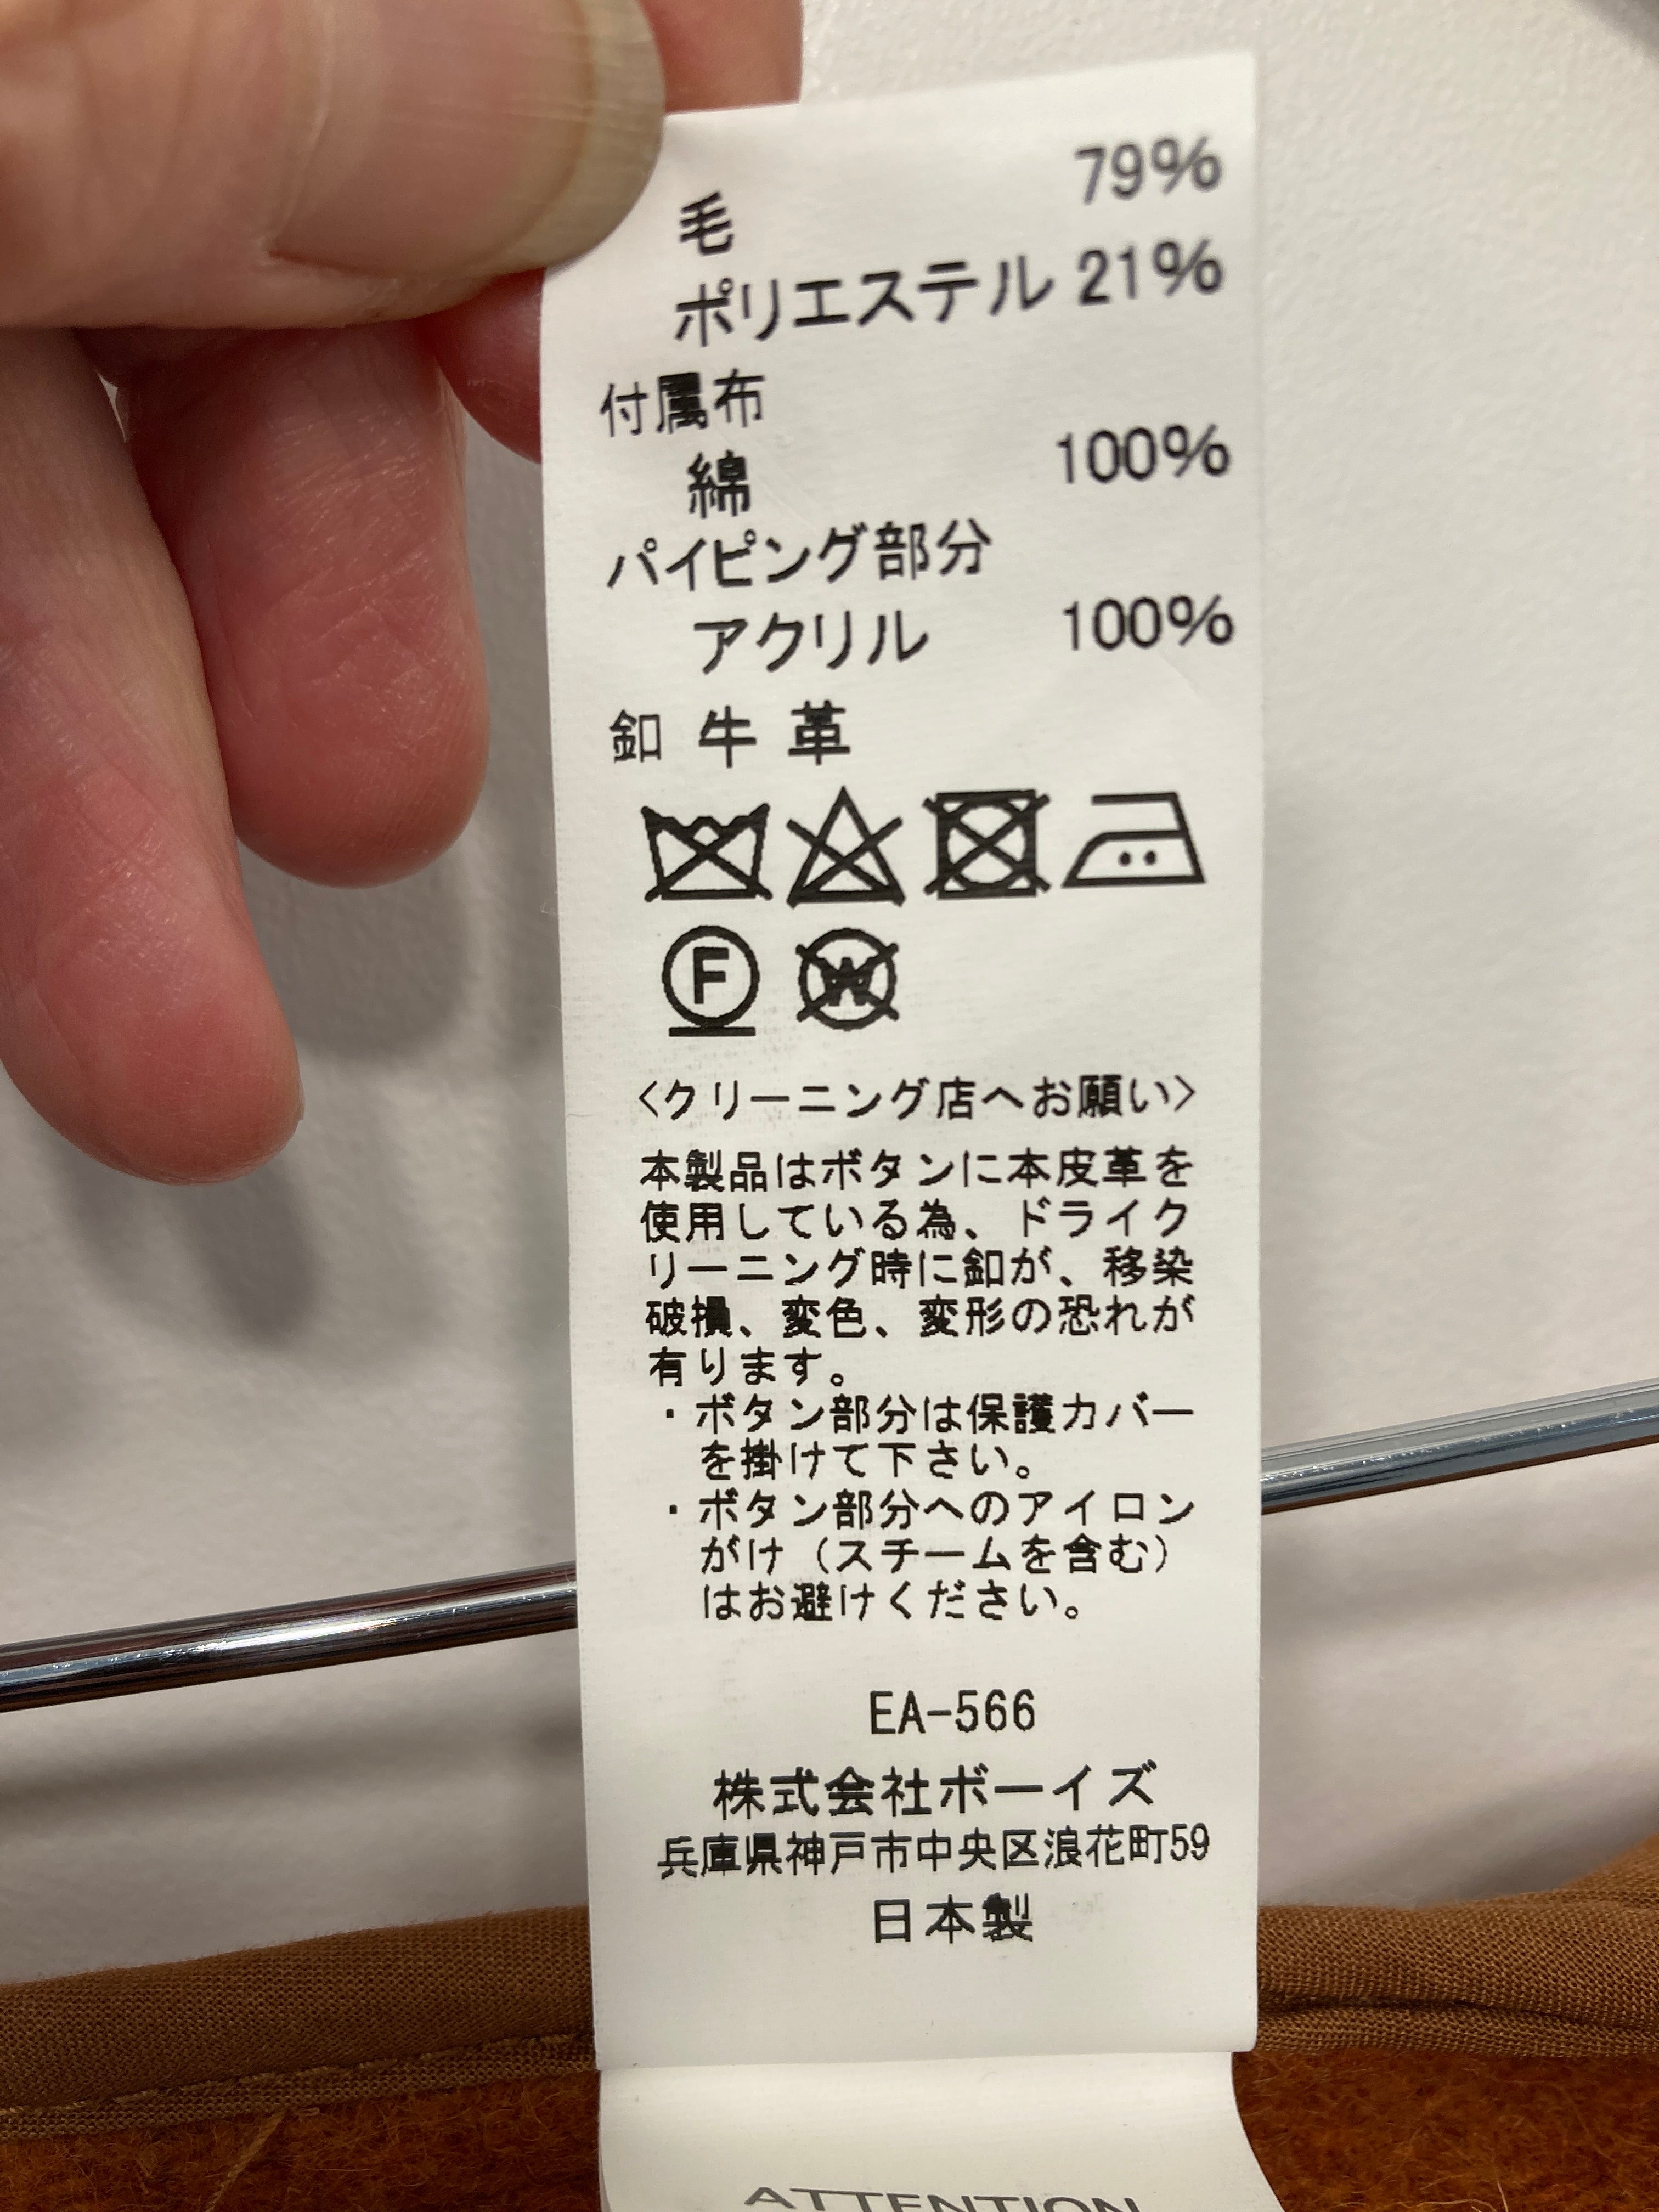 毛 79%
ポリエステル 21%
付属布
綿 100%
パイピング部分
アクリル 100%
釦 牛 革
F W
<クリーニング店へお願い>
本製品はボタンに本皮革を
使用している為、ドライク
リーニング時に釦が、移染
破損、変色、変形の恐れが
有ります。
・ボタン部分は保護カバー
を掛けて下さい。
・ボタン部分へのアイロン
がけ（スチームを含む）
はお避けください。
EA-566
株式会社ボーイズ
兵庫県神戸市中央区浪花町59
日本製
ATTENTION